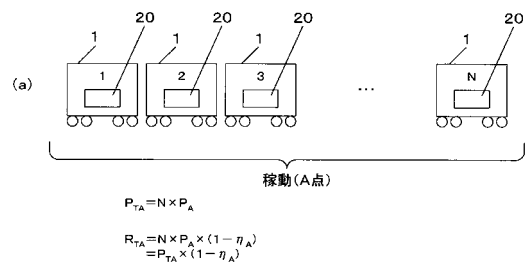 1 20 1 20 1 20 1 20
(a) 1 2 3 … N
稼動(A点)
P_TA=N×P_A
R_TA=N×P_A×(1−η_A)
=P_TA×(1−η_A)